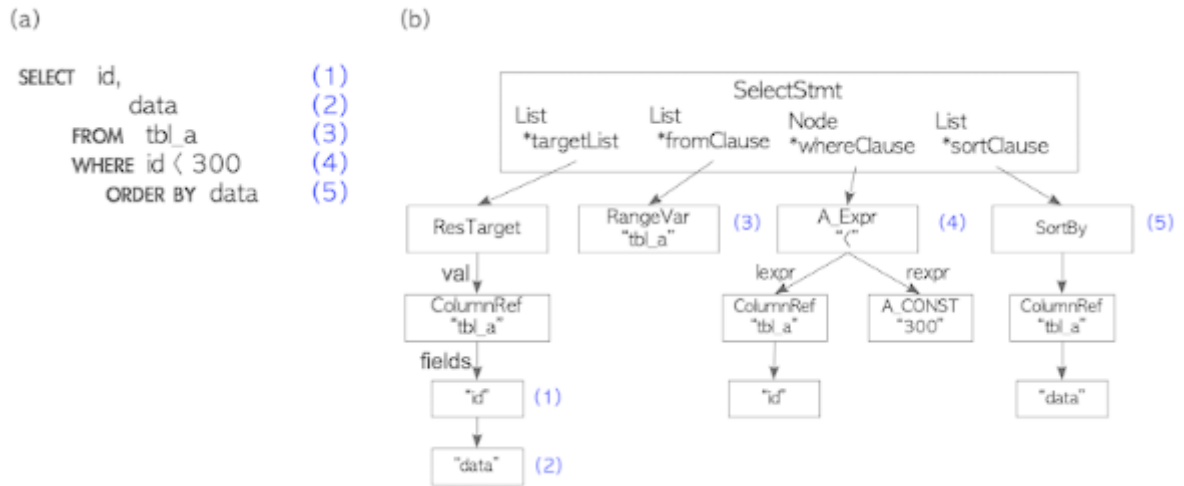 (a)
SELECT id, (1)
data (2)
FROM tbl_a (3)
WHERE id < 300 (4)
ORDER BY data (5)
(b)
SelectStmt
List
*targetList
List
*fromClause
Node
*whereClause
List
*sortClause
ResTarget
RangeVar
"tbl_a"
(3)
A_Expr
"<"
(4)
SortBy
(5)
val
lexpr
rexpr
ColumnRef
"tbl_a"
ColumnRef
"tbl_a"
A_CONST
"300"
ColumnRef
"tbl_a"
fields
"id"
(1)
"id"
"data"
"data"
(2)